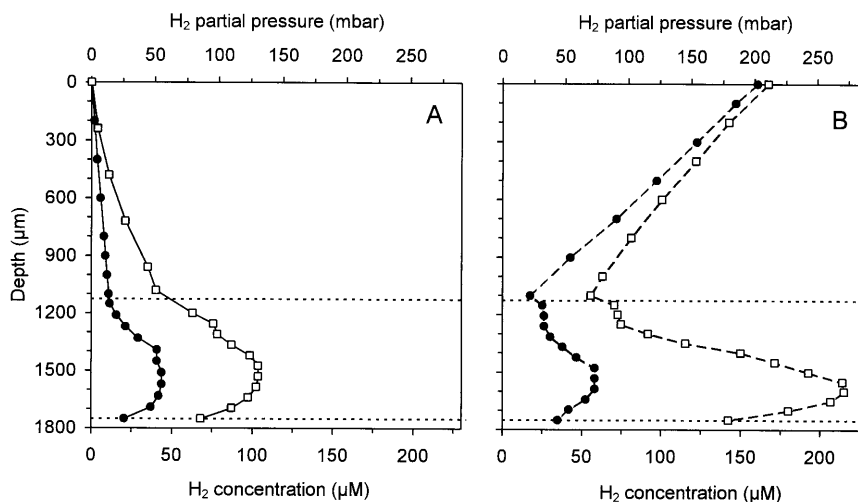 H2 partial pressure (mbar) H2 partial pressure (mbar)
0 50 100 150 200 250 0 50 100 150 200 250
0
300
600
900
1200
1500
1800
Depth (µm)
A
B
0 50 100 150 200 0 50 100 150 200
H2 concentration (µM) H2 concentration (µM)